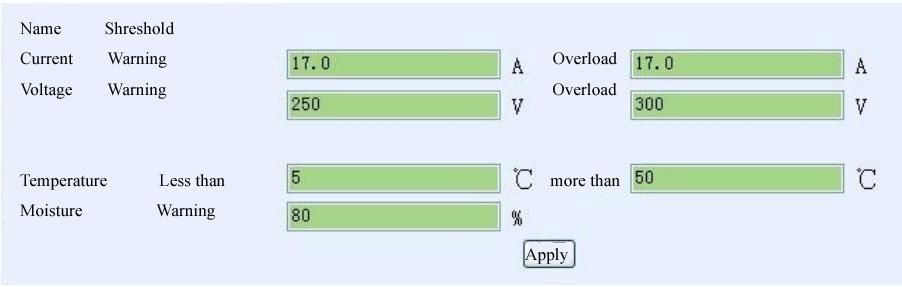 Name Shreshold
Current Warning 17.0 A Overload 17.0 A
Voltage Warning 250 V Overload 300 V
Temperature Less than 5 ℃ more than 50 ℃
Moisture Warning 80 %
Apply